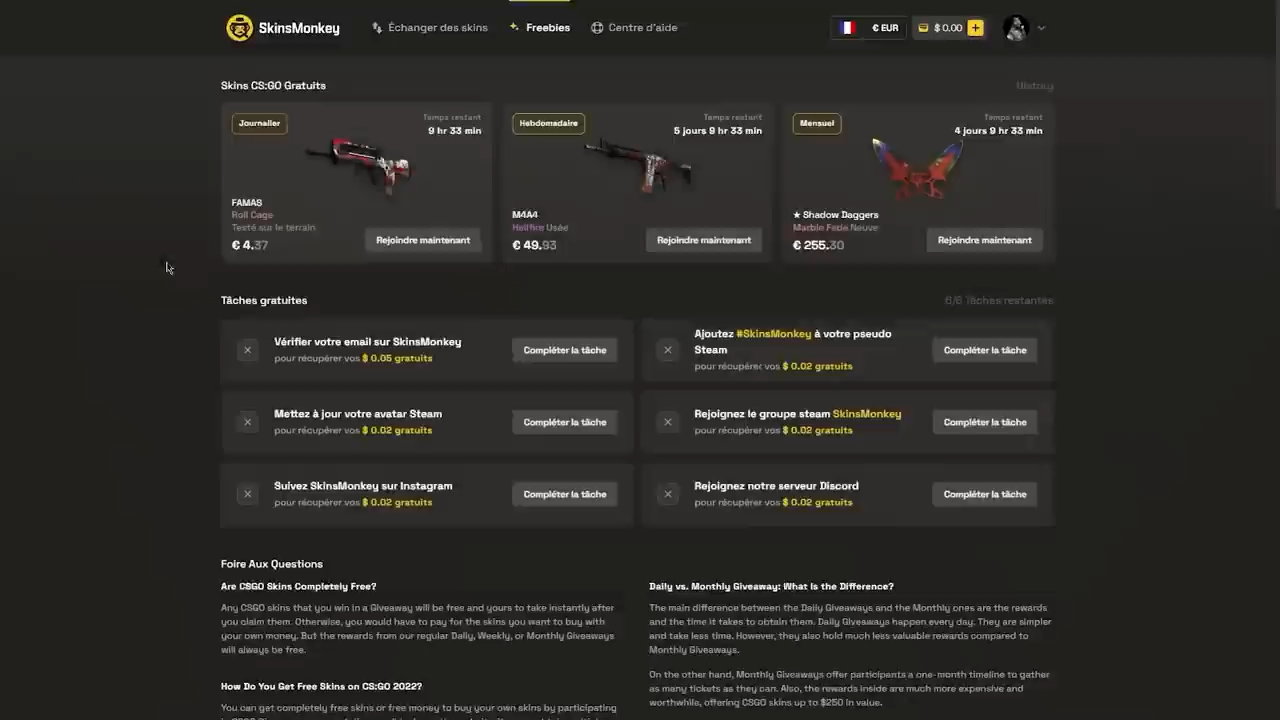 SkinsMonkey
Échanger des skins
Freebies
Centre d'aide
€ EUR
$ 0.00
Skins CS:GO Gratuits
History
Journalier
Temps restant
9 hr 33 min
FAMAS
Roll Cage
Testé sur le terrain
€ 4.37
Rejoindre maintenant
Hebdomadaire
Temps restant
5 jours 9 hr 33 min
M4A4
Hellfire Usée
€ 49.93
Rejoindre maintenant
Mensuel
Temps restant
4 jours 9 hr 33 min
★ Shadow Daggers
Marble Fade Neuve
€ 255.30
Rejoindre maintenant
Tâches gratuites
6/6 Tâches restantes
Vérifier votre email sur SkinsMonkey
pour récupérer vos $ 0.05 gratuits
Compléter la tâche
Ajoutez #SkinsMonkey à votre pseudo
Steam
pour récupérer vos $ 0.02 gratuits
Compléter la tâche
Mettez à jour votre avatar Steam
pour récupérer vos $ 0.02 gratuits
Compléter la tâche
Rejoignez le groupe steam SkinsMonkey
pour récupérer vos $ 0.02 gratuits
Compléter la tâche
Suivez SkinsMonkey sur Instagram
pour récupérer vos $ 0.02 gratuits
Compléter la tâche
Rejoignez notre serveur Discord
pour récupérer vos $ 0.02 gratuits
Compléter la tâche
Foire Aux Questions
Are CSGO Skins Completely Free?
Any CSGO skins that you win in a Giveaway will be free and yours to take instantly after
you claim them. Otherwise, you would have to pay for the skins you want to buy with
your own money. But the rewards from our regular Daily, Weekly, or Monthly Giveaways
will always be free.
How Do You Get Free Skins on CS:GO 2022?
You can get completely free skins or free money to buy your own skins by participating
Daily vs. Monthly Giveaway: What Is the Difference?
The main difference between the Daily Giveaways and the Monthly ones are the rewards
and the time it takes to obtain them. Daily Giveaways happen every day. They are simpler
and take less time. However, they also hold much less valuable rewards compared to
Monthly Giveaways.
On the other hand, Monthly Giveaways offer participants a one-month timeline to gather
as many tickets as they can. Also, the rewards inside are much more expensive and
worthwhile, offering CSGO skins up to $250 in value.